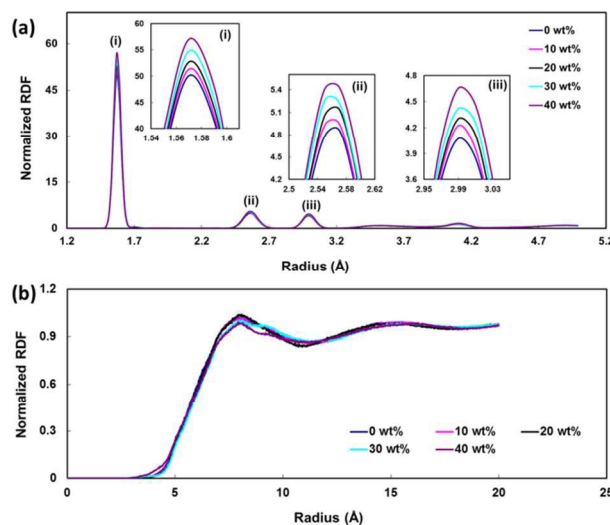 (a)
Normalized RDF
60
45
30
15
0
1.2 1.7 2.2 2.7 3.2 3.7 4.2 4.7 5.2
Radius (Å)
(i)
(ii)
(iii)
(i)
60
55
50
45
40
1.54 1.56 1.58 1.6
(ii)
5.4
5.1
4.8
4.5
4.2
2.5 2.54 2.58 2.62
(iii)
4.8
4.5
4.2
3.9
3.6
2.95 2.99 3.03
0 wt%
10 wt%
20 wt%
30 wt%
40 wt%
(b)
Normalized RDF
1.2
0.9
0.6
0.3
0
0 5 10 15 20 25
Radius (Å)
0 wt% 10 wt% 20 wt%
30 wt% 40 wt%